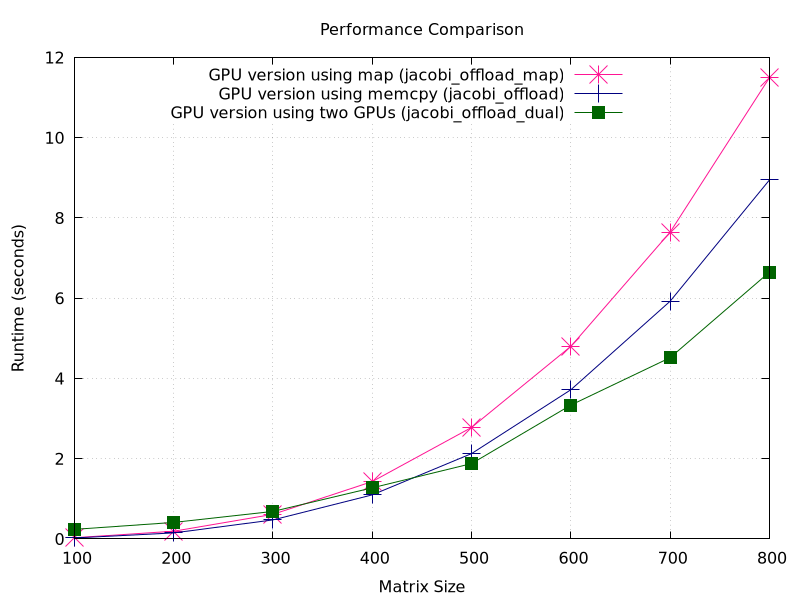 Performance Comparison
12
10
8
6
4
2
0
Runtime (seconds)
GPU version using map (jacobi_offload_map)
GPU version using memcpy (jacobi_offload)
GPU version using two GPUs (jacobi_offload_dual)
100 200 300 400 500 600 700 800
Matrix Size